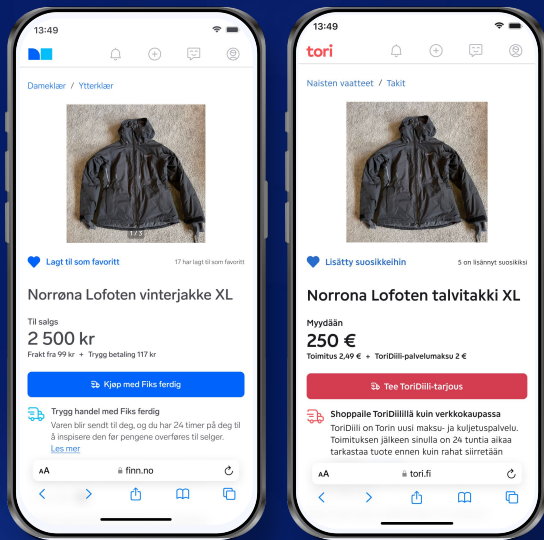 13:49
Dameklær / Ytterklær
1 / 3
Lagt til som favoritt
17 har lagt til som favoritt
Norrøna Lofoten vinterjakke XL
Til salgs
2 500 kr
Frakt fra 99 kr + Trygg betaling 117 kr
Kjøp med Fiks ferdig
Trygg handel med Fiks ferdig
Varen blir sendt til deg, og du har 24 timer på deg til
å inspisere den før pengene overføres til selger.
Les mer
AA
finn.no
13:49
tori
Naisten vaatteet / Takit
Lisätty suosikkeihin
5 on lisännyt suosikiksi
Norrona Lofoten talvitakki XL
Myydään
250 €
Toimitus 2,49 € + ToriDiili-palvelumaksu 2 €
Tee ToriDiili-tarjous
Shoppaile ToriDiilillä kuin verkkokaupassa
ToriDiili on Torin uusi maksu- ja kuljetuspalvelu.
Toimituksen jälkeen sinulla on 24 tuntia aikaa
tarkastaa tuote ennen kuin rahat siirretään
AA
tori.fi